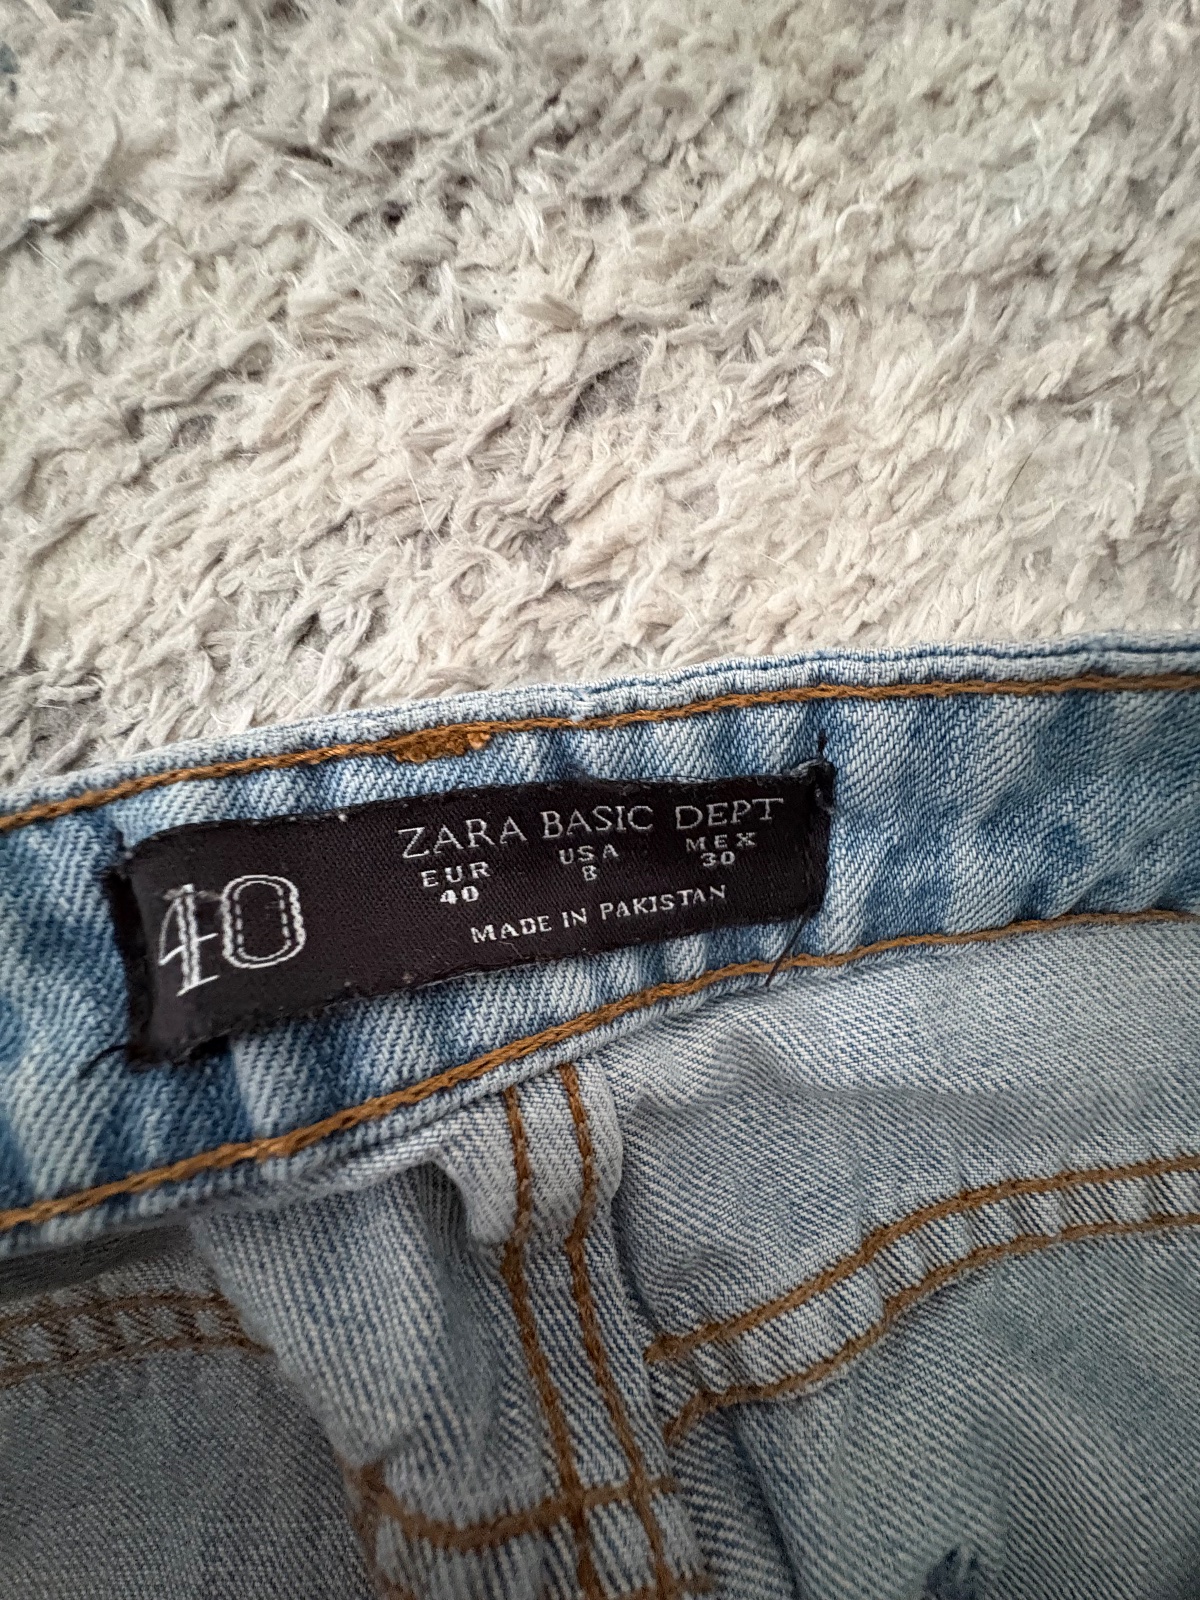 40
ZARA BASIC DEPT
EUR USA MEX
40 8 30
MADE IN PAKISTAN